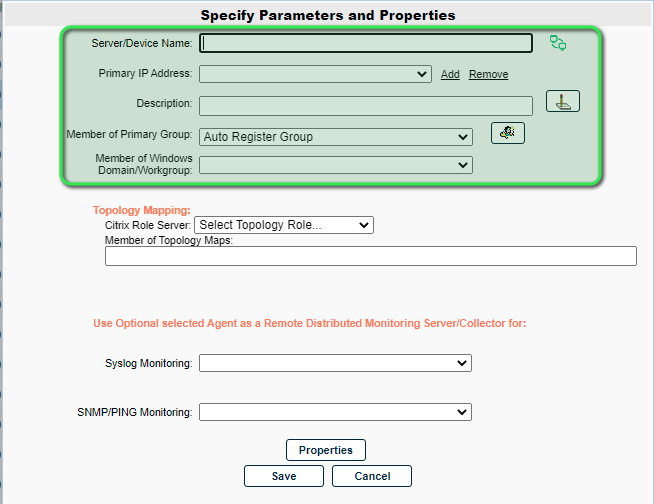 Specify Parameters and Properties
Server/Device Name:
Primary IP Address: Add Remove
Description:
Member of Primary Group: Auto Register Group
Member of Windows
Domain/Workgroup:
Topology Mapping:
Citrix Role Server: Select Topology Role...
Member of Topology Maps:
Use Optional selected Agent as a Remote Distributed Monitoring Server/Collector for:
Syslog Monitoring:
SNMP/PING Monitoring:
Properties
Save Cancel